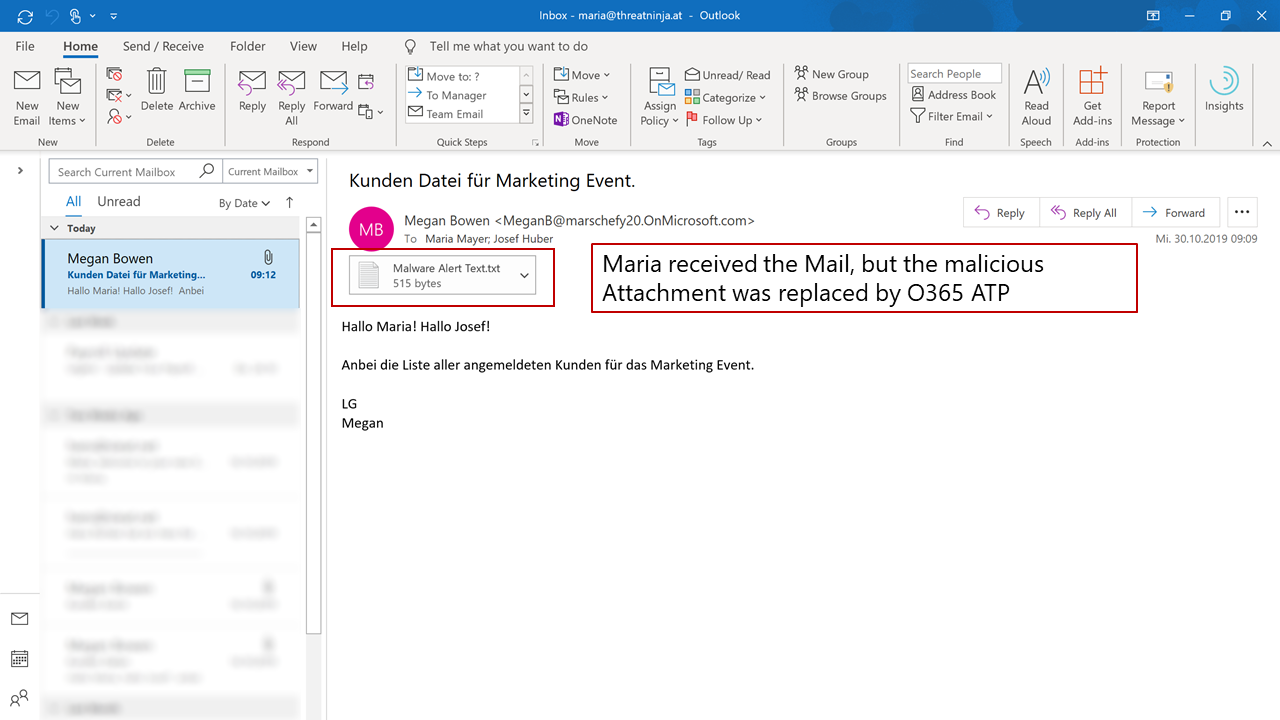 Inbox - maria@threatninja.at - Outlook
File Home Send / Receive Folder View Help Tell me what you want to do
New Email
New Items
New
Delete
Archive
Delete
Reply
Reply All
Forward
Respond
Move to: ?
To Manager
Team Email
Quick Steps
Move
Rules
OneNote
Move
Assign Policy
Unread/ Read
Categorize
Follow Up
Tags
New Group
Browse Groups
Groups
Search People
Address Book
Filter Email
Find
Read Aloud
Speech
Get Add-ins
Add-ins
Report Message
Protection
Insights
Search Current Mailbox
Current Mailbox
All Unread By Date
Today
Megan Bowen
Kunden Datei für Marketing... 09:12
Hallo Maria! Hallo Josef! Anbei
Kunden Datei für Marketing Event.
MB
Megan Bowen <MeganB@marschefy20.OnMicrosoft.com>
To Maria Mayer; Josef Huber
Reply Reply All Forward
Mi. 30.10.2019 09:09
Malware Alert Text.txt
515 bytes
Maria received the Mail, but the malicious
Attachment was replaced by O365 ATP
Hallo Maria! Hallo Josef!
Anbei die Liste aller angemeldeten Kunden für das Marketing Event.
LG
Megan